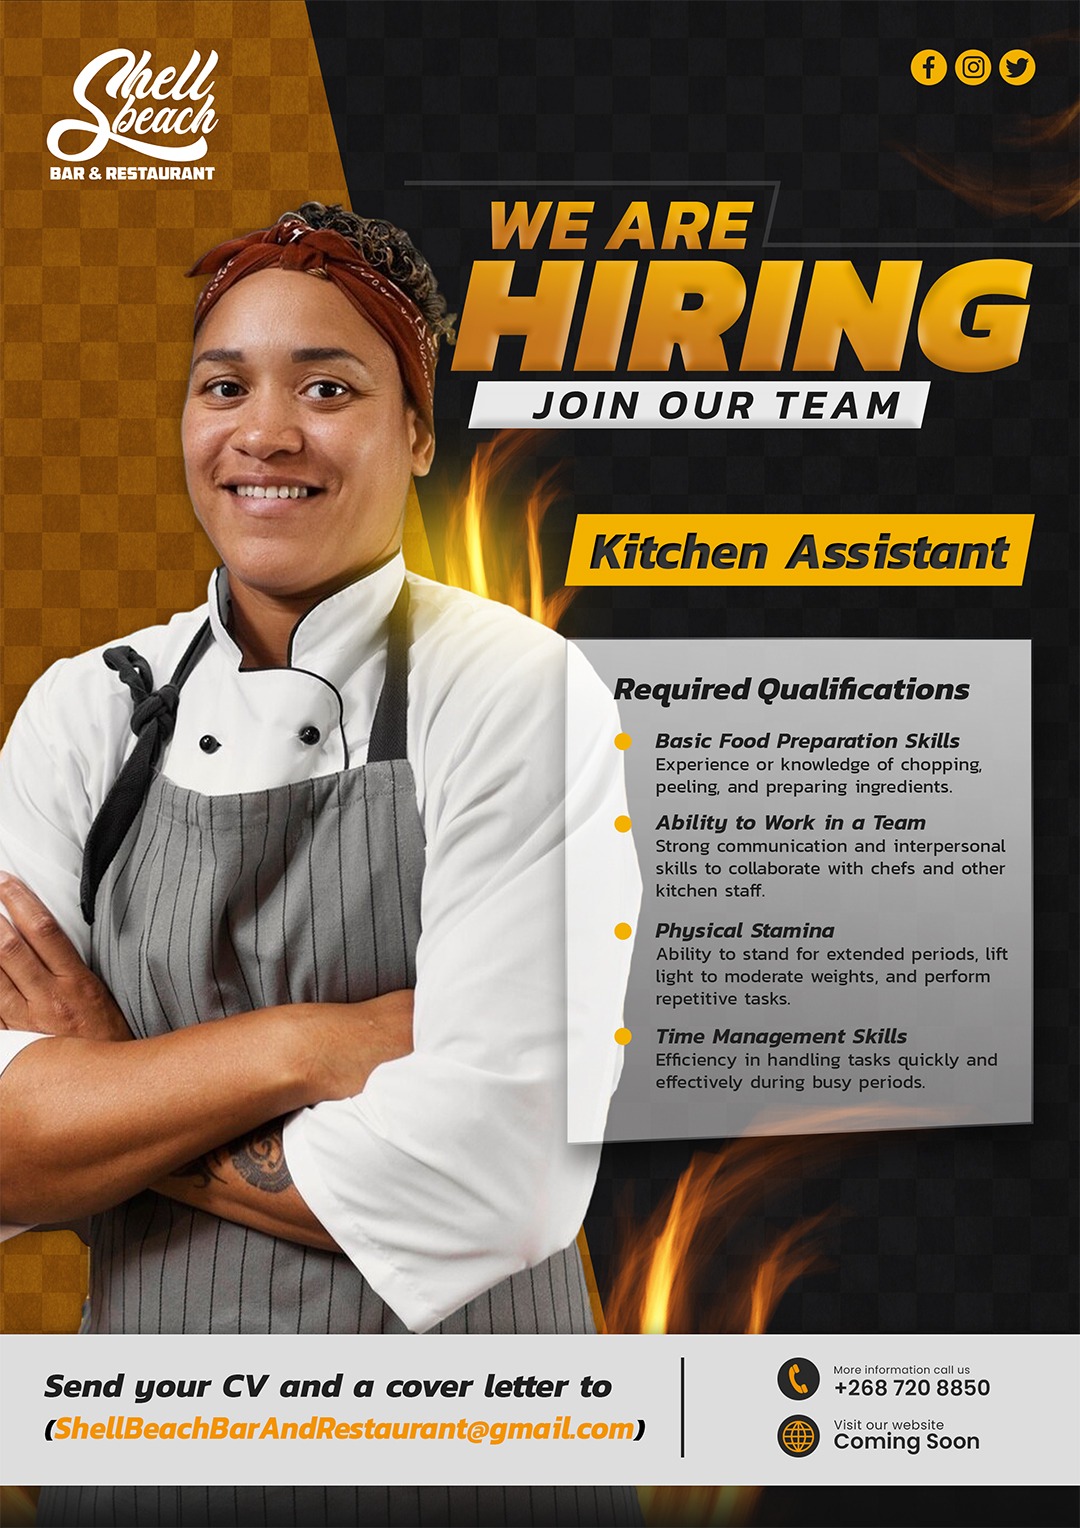 Shell
beach
BAR & RESTAURANT
WE ARE
HIRING
JOIN OUR TEAM
Kitchen Assistant
Required Qualifications
Basic Food Preparation Skills
Experience or knowledge of chopping,
peeling, and preparing ingredients.
Ability to Work in a Team
Strong communication and interpersonal
skills to collaborate with chefs and other
kitchen staff.
Physical Stamina
Ability to stand for extended periods, lift
light to moderate weights, and perform
repetitive tasks.
Time Management Skills
Efficiency in handling tasks quickly and
effectively during busy periods.
Send your CV and a cover letter to
(ShellBeachBarAndRestaurant@gmail.com)
More information call us
+268 720 8850
Visit our website
Coming Soon